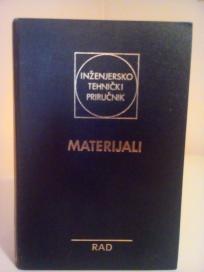 INŽENJERSKO
TEHNIČKI
PRIRUČNIK
MATERIJALI
RAD